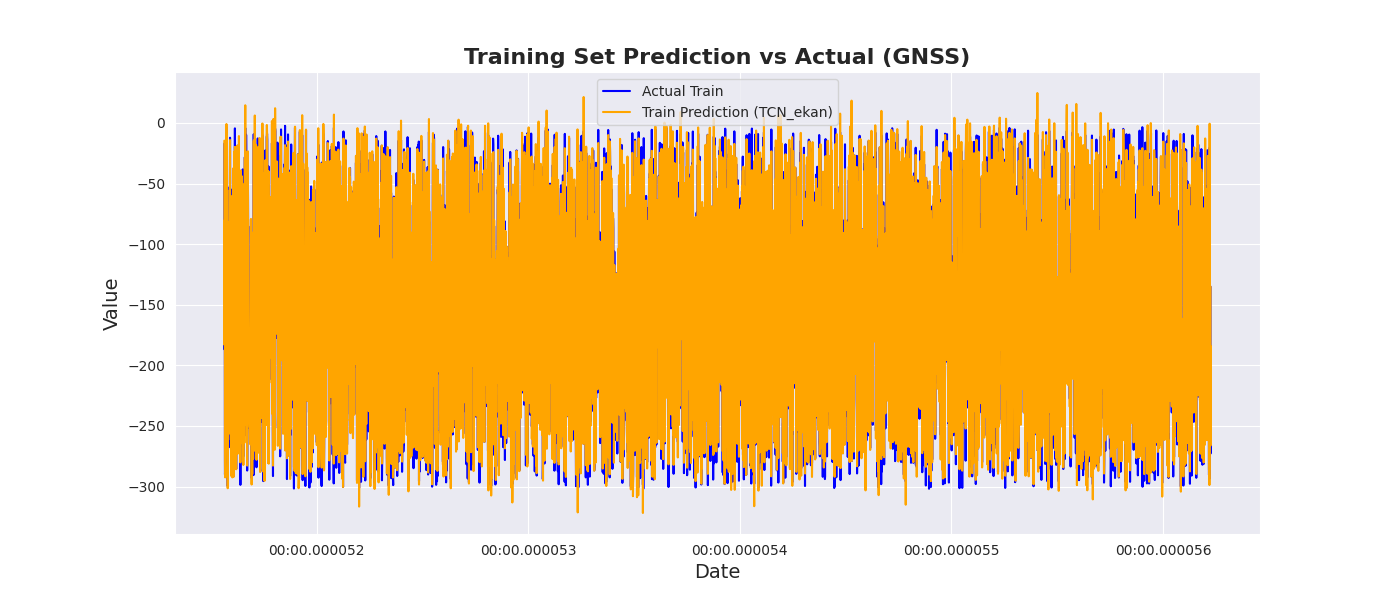 Training Set Prediction vs Actual (GNSS)
Actual Train
Train Prediction (TCN_ekan)
Value
0
−50
−100
−150
−200
−250
−300
00:00.000052 00:00.000053 00:00.000054 00:00.000055 00:00.000056
Date